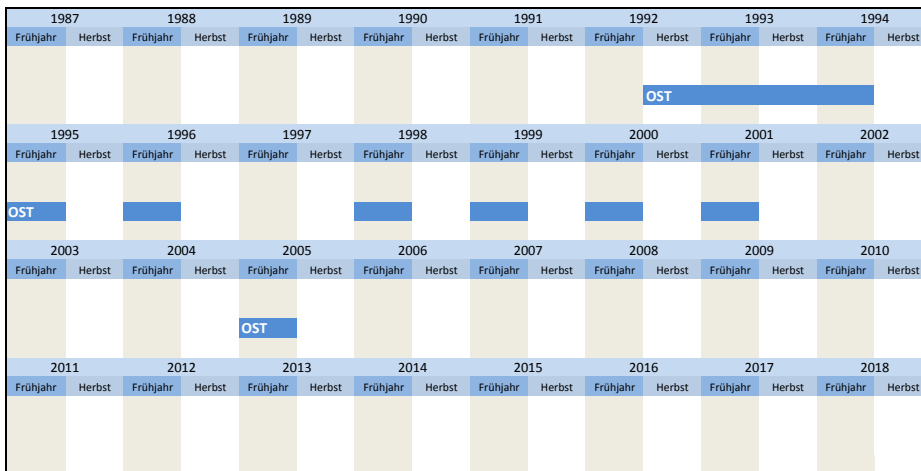 1987 1988 1989 1990 1991 1992 1993 1994
Frühjahr Herbst Frühjahr Herbst Frühjahr Herbst Frühjahr Herbst Frühjahr Herbst Frühjahr Herbst Frühjahr Herbst Frühjahr Herbst
OST
1995 1996 1997 1998 1999 2000 2001 2002
Frühjahr Herbst Frühjahr Herbst Frühjahr Herbst Frühjahr Herbst Frühjahr Herbst Frühjahr Herbst Frühjahr Herbst Frühjahr Herbst
OST
2003 2004 2005 2006 2007 2008 2009 2010
Frühjahr Herbst Frühjahr Herbst Frühjahr Herbst Frühjahr Herbst Frühjahr Herbst Frühjahr Herbst Frühjahr Herbst Frühjahr Herbst
OST
2011 2012 2013 2014 2015 2016 2017 2018
Frühjahr Herbst Frühjahr Herbst Frühjahr Herbst Frühjahr Herbst Frühjahr Herbst Frühjahr Herbst Frühjahr Herbst Frühjahr Herbst